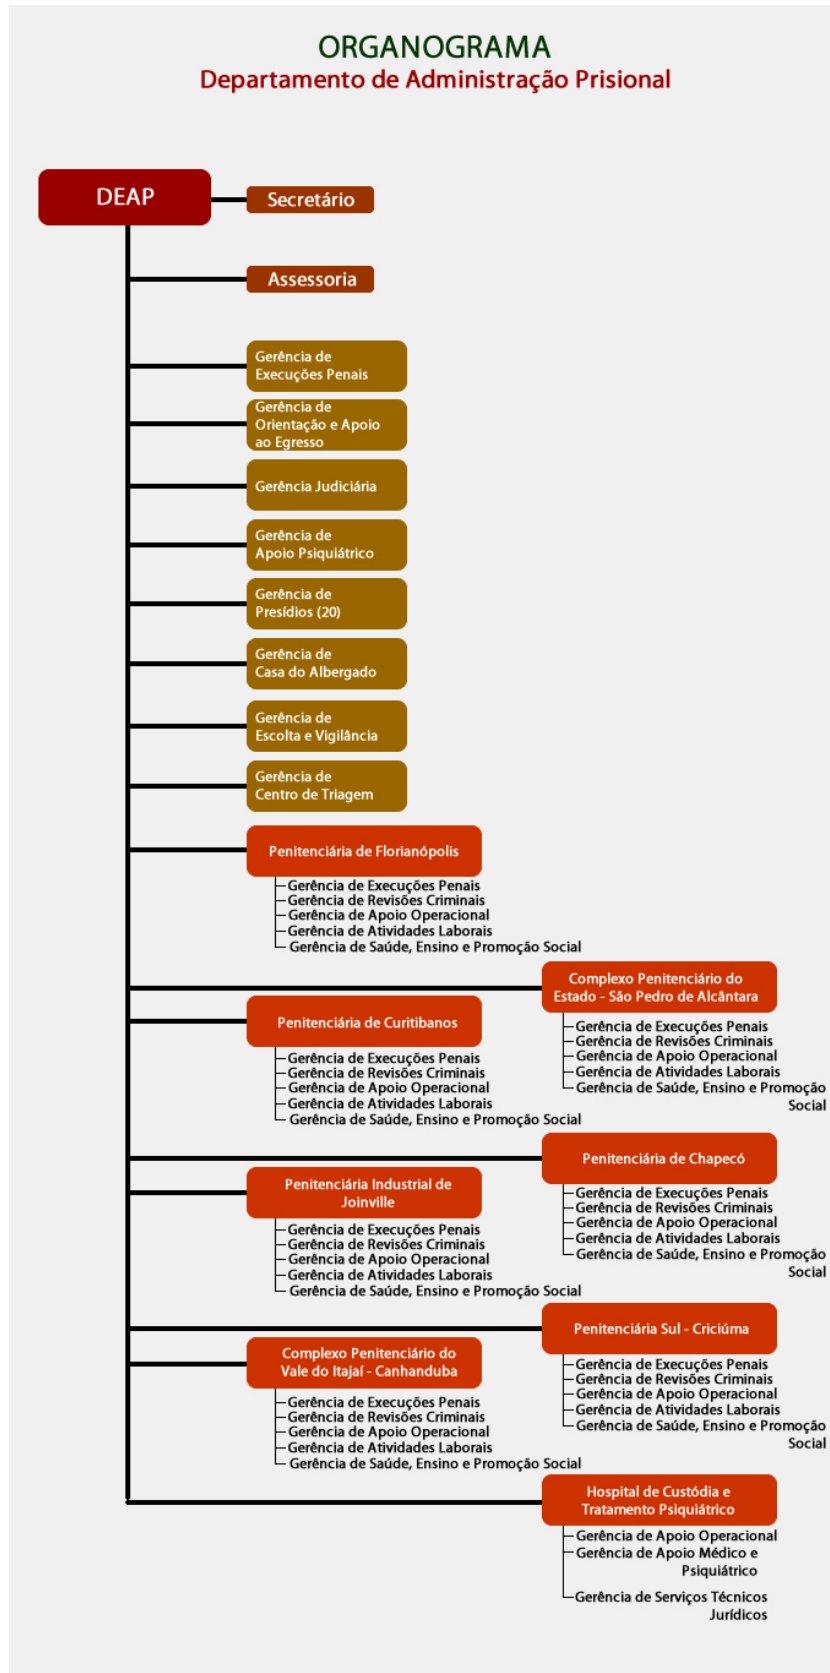 ORGANOGRAMA
Departamento de Administração Prisional
DEAP
Secretário
Assessoria
Gerência de
Execuções Penais
Gerência de
Orientação e Apoio
ao Egresso
Gerência Judiciária
Gerência de
Apoio Psiquiátrico
Gerência de
Presídios (20)
Gerência de
Casa do Albergado
Gerência de
Escolta e Vigilância
Gerência de
Centro de Triagem
Penitenciária de Florianópolis
Gerência de Execuções Penais
Gerência de Revisões Criminais
Gerência de Apoio Operacional
Gerência de Atividades Laborais
Gerência de Saúde, Ensino e Promoção Social
Complexo Penitenciário do
Estado - São Pedro de Alcântara
Gerência de Execuções Penais
Gerência de Revisões Criminais
Gerência de Apoio Operacional
Gerência de Atividades Laborais
Gerência de Saúde, Ensino e Promoção
Social
Penitenciária de Curitibanos
Gerência de Execuções Penais
Gerência de Revisões Criminais
Gerência de Apoio Operacional
Gerência de Atividades Laborais
Gerência de Saúde, Ensino e Promoção Social
Penitenciária de Chapecó
Gerência de Execuções Penais
Gerência de Revisões Criminais
Gerência de Apoio Operacional
Gerência de Atividades Laborais
Gerência de Saúde, Ensino e Promoção
Social
Penitenciária Industrial de
Joinville
Gerência de Execuções Penais
Gerência de Revisões Criminais
Gerência de Apoio Operacional
Gerência de Atividades Laborais
Gerência de Saúde, Ensino e Promoção Social
Penitenciária Sul - Criciúma
Gerência de Execuções Penais
Gerência de Revisões Criminais
Gerência de Apoio Operacional
Gerência de Atividades Laborais
Gerência de Saúde, Ensino e Promoção
Social
Complexo Penitenciário do
Vale do Itajaí - Canhanduba
Gerência de Execuções Penais
Gerência de Revisões Criminais
Gerência de Apoio Operacional
Gerência de Atividades Laborais
Gerência de Saúde, Ensino e Promoção Social
Hospital de Custódia e
Tratamento Psiquiátrico
Gerência de Apoio Operacional
Gerência de Apoio Médico e
Psiquiátrico
Gerência de Serviços Técnicos
Jurídicos